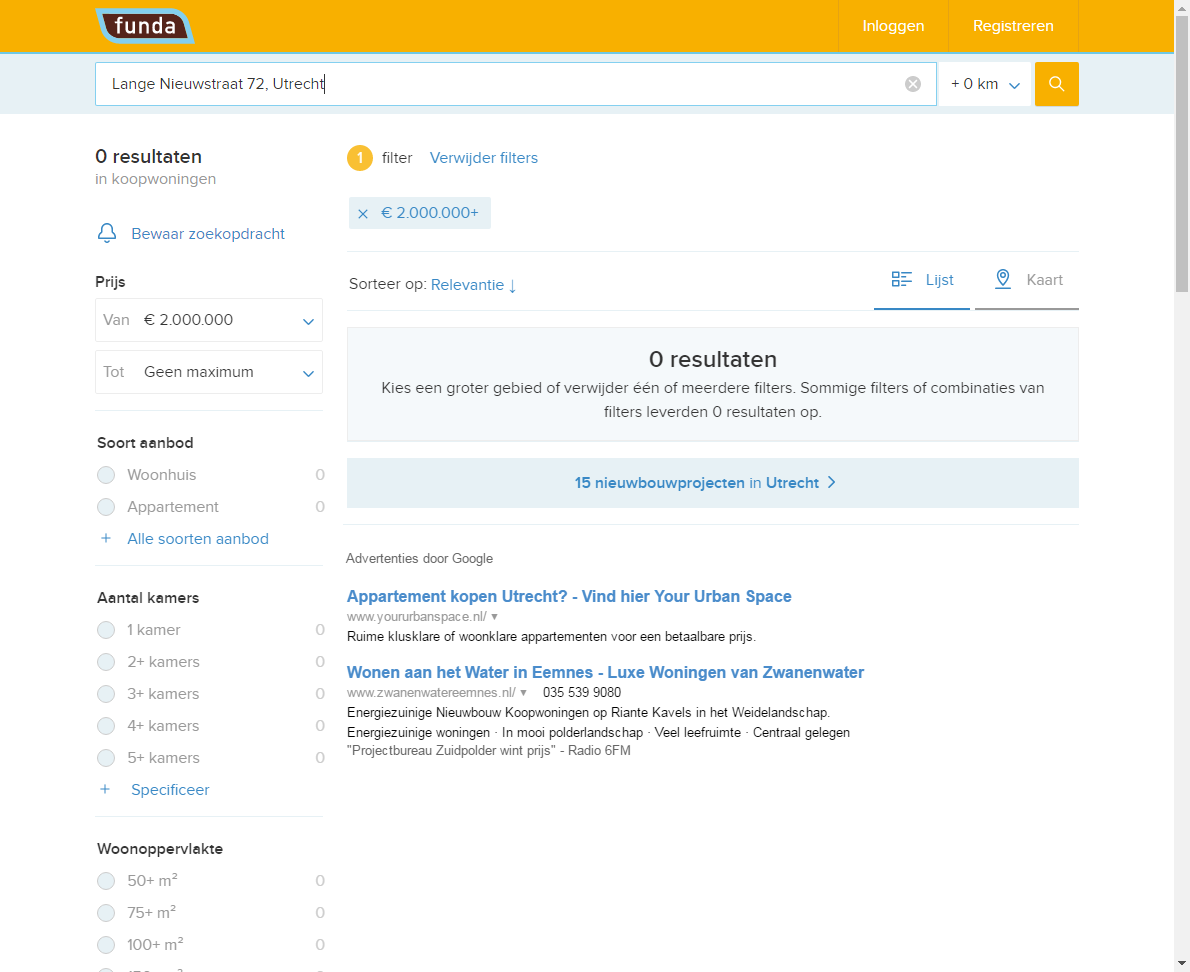 funda
Inloggen
Registreren
Lange Nieuwstraat 72, Utrecht
+ 0 km
0 resultaten
in koopwoningen
Bewaar zoekopdracht
Prijs
Van € 2.000.000
Tot Geen maximum
Soort aanbod
Woonhuis 0
Appartement 0
+ Alle soorten aanbod
Aantal kamers
1 kamer 0
2+ kamers 0
3+ kamers 0
4+ kamers 0
5+ kamers 0
+ Specificeer
Woonoppervlakte
50+ m² 0
75+ m² 0
100+ m² 0
1 filter Verwijder filters
× € 2.000.000+
Sorteer op: Relevantie ↓
Lijst
Kaart
0 resultaten
Kies een groter gebied of verwijder één of meerdere filters. Sommige filters of combinaties van
filters leverden 0 resultaten op.
15 nieuwbouwprojecten in Utrecht >
Advertenties door Google
Appartement kopen Utrecht? - Vind hier Your Urban Space
www.yoururbanspace.nl/ ▼
Ruime klusklare of woonklare appartementen voor een betaalbare prijs.
Wonen aan het Water in Eemnes - Luxe Woningen van Zwanenwater
www.zwanenwatereemnes.nl/ ▼ 035 539 9080
Energiezuinige Nieuwbouw Koopwoningen op Riante Kavels in het Weidelandschap.
Energiezuinige woningen · In mooi polderlandschap · Veel leefruimte · Centraal gelegen
"Projectbureau Zuidpolder wint prijs" - Radio 6FM